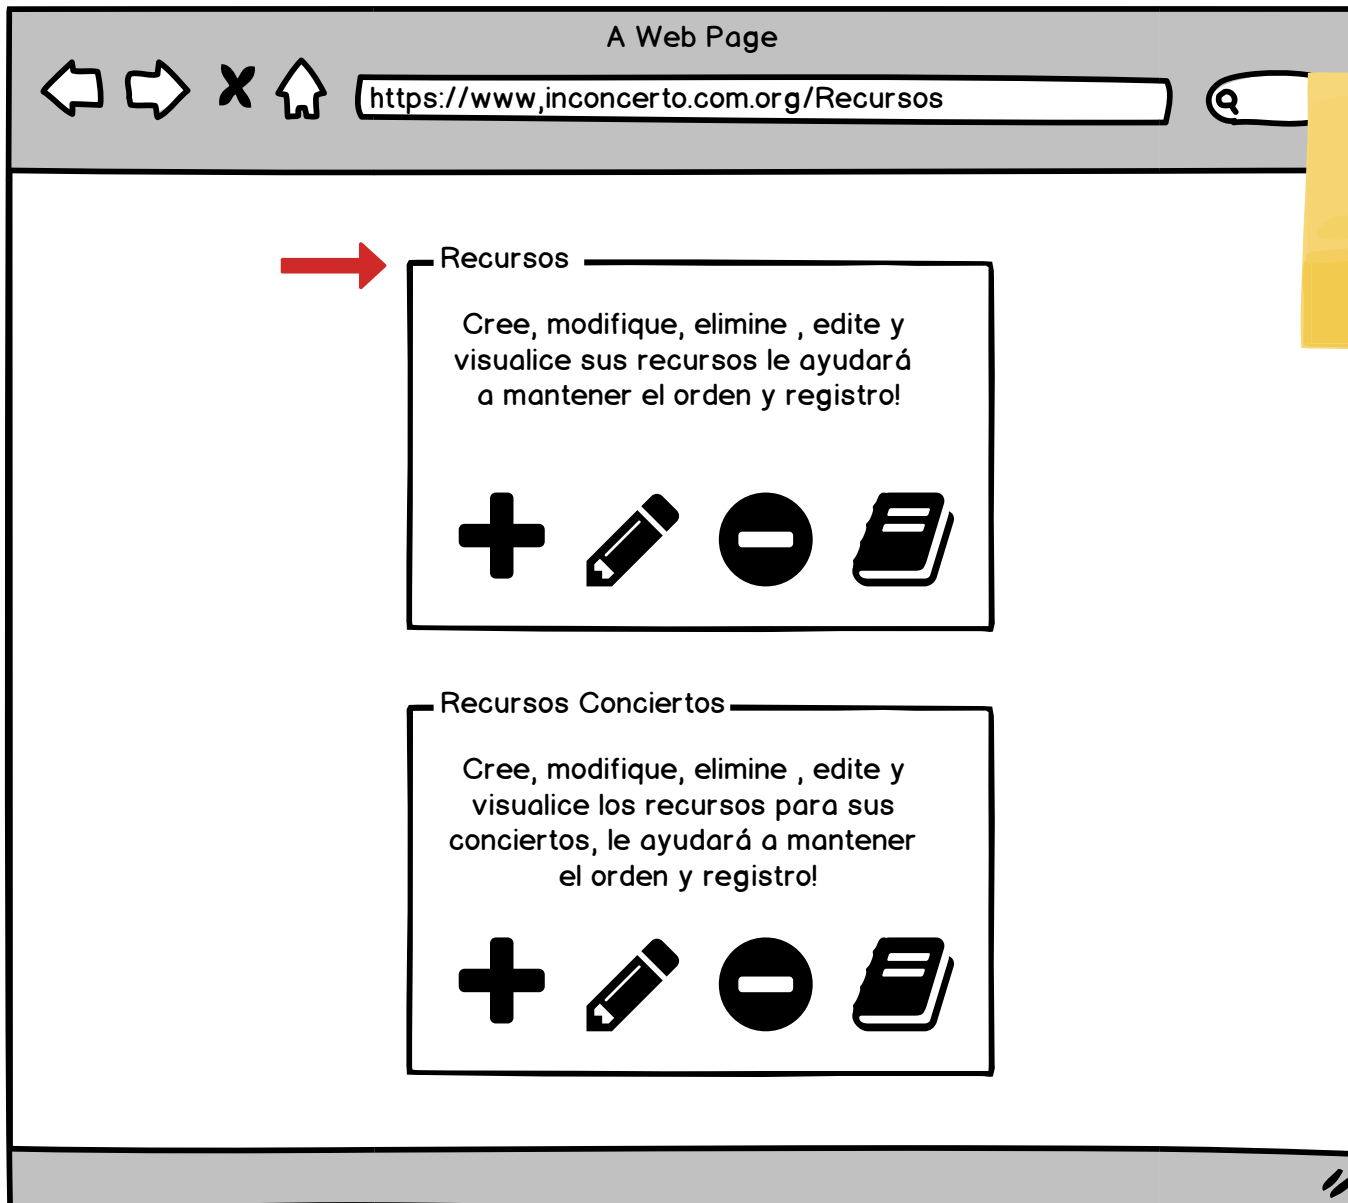 A Web Page
https://www,inconcerto.com.org/Recursos
Recursos
Cree, modifique, elimine , edite y
visualice sus recursos le ayudará
a mantener el orden y registro!
Recursos Conciertos
Cree, modifique, elimine , edite y
visualice los recursos para sus
conciertos, le ayudará a mantener
el orden y registro!